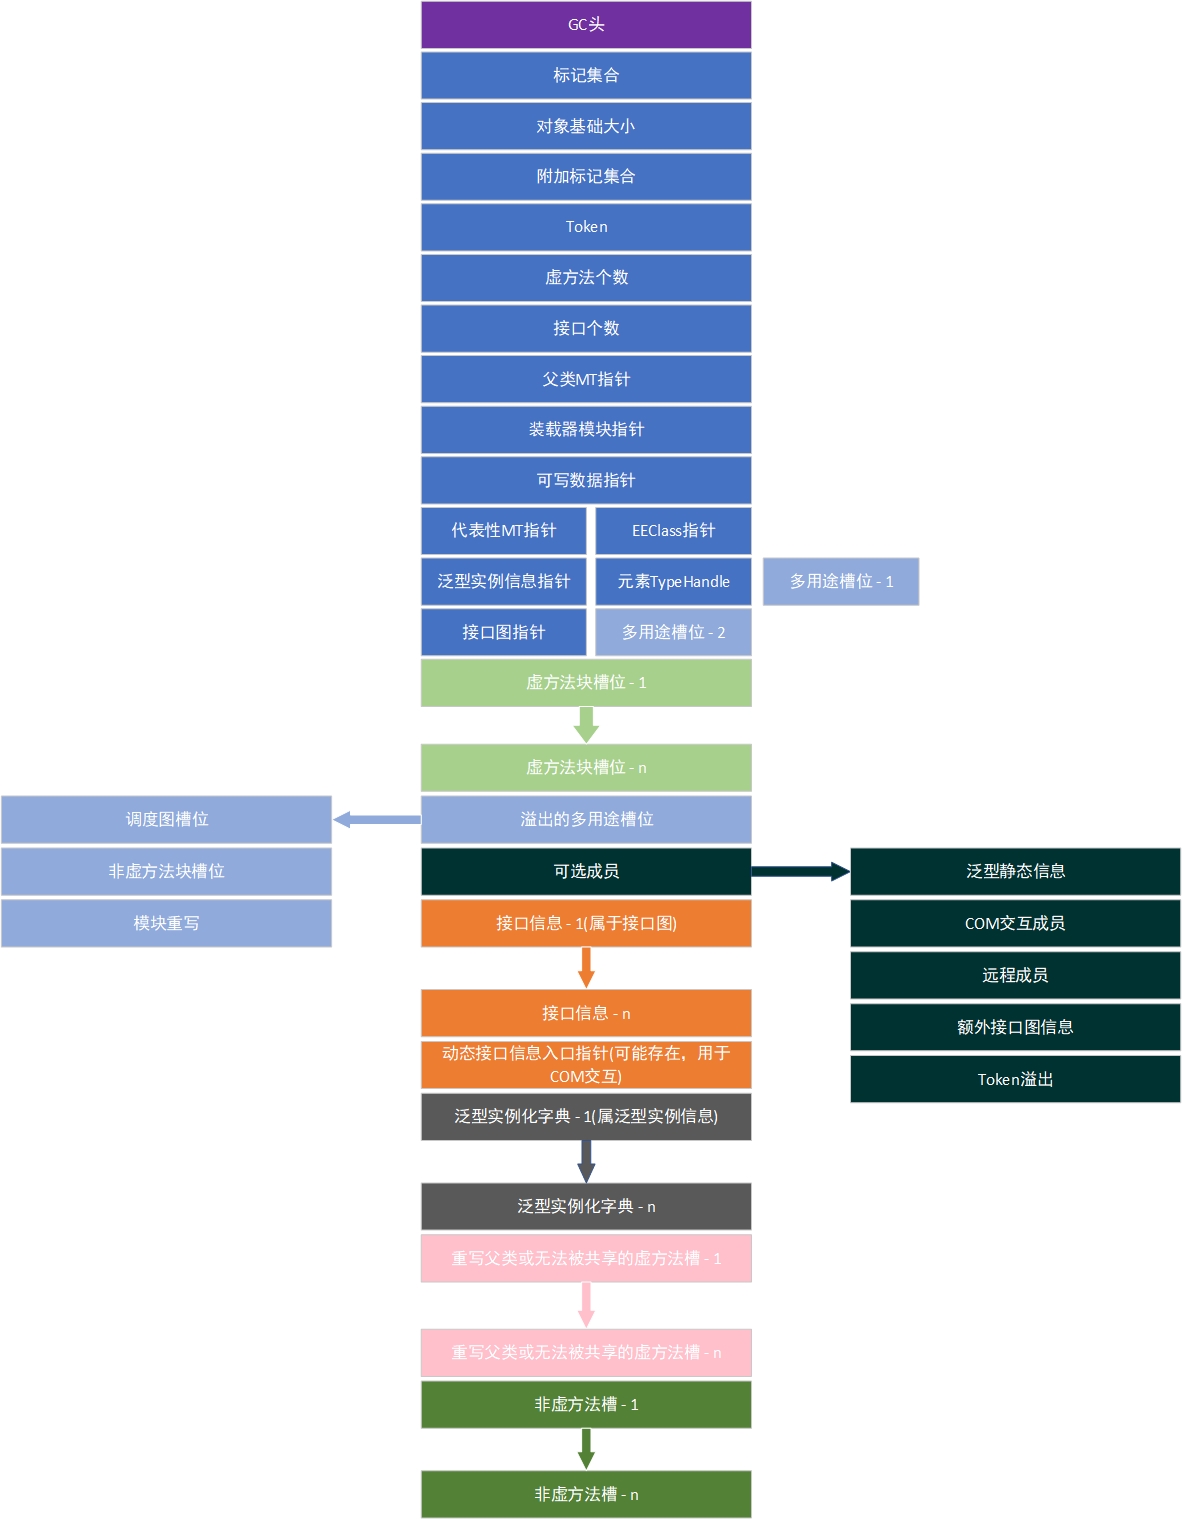 GC头
标记集合
对象基础大小
附加标记集合
Token
虚方法个数
接口个数
父类MT指针
装载器模块指针
可写数据指针
代表性MT指针
EEClass指针
泛型实例信息指针
元素TypeHandle
多用途槽位 - 1
接口图指针
多用途槽位 - 2
虚方法块槽位 - 1
虚方法块槽位 - n
调度图槽位
溢出的多用途槽位
非虚方法块槽位
可选成员
泛型静态信息
模块重写
接口信息 - 1(属于接口图)
COM交互成员
远程成员
接口信息 - n
额外接口图信息
动态接口信息入口指针(可能存在，用于
COM交互)
Token溢出
泛型实例化字典 - 1(属泛型实例信息)
泛型实例化字典 - n
重写父类或无法被共享的虚方法槽 - 1
重写父类或无法被共享的虚方法槽 - n
非虚方法槽 - 1
非虚方法槽 - n